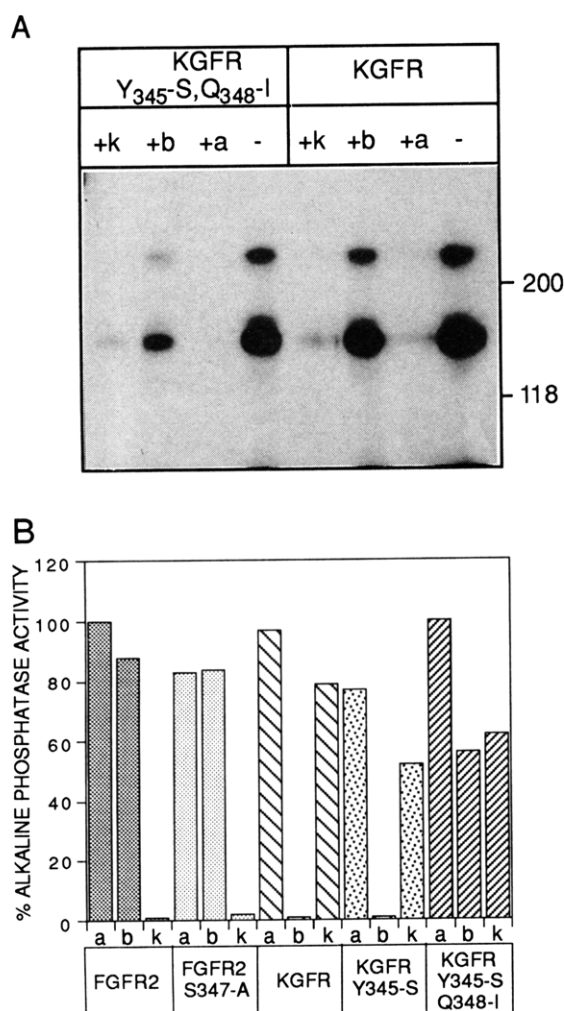 A
KGFR
Y345-S,Q348-I
KGFR
+k +b +a - +k +b +a -
200
118
B
% ALKALINE PHOSPHATASE ACTIVITY
120
100
80
60
40
20
0
a b k a b k a b k a b k a b k
FGFR2
FGFR2
S347-A
KGFR
KGFR
Y345-S
KGFR
Y345-S
Q348-I